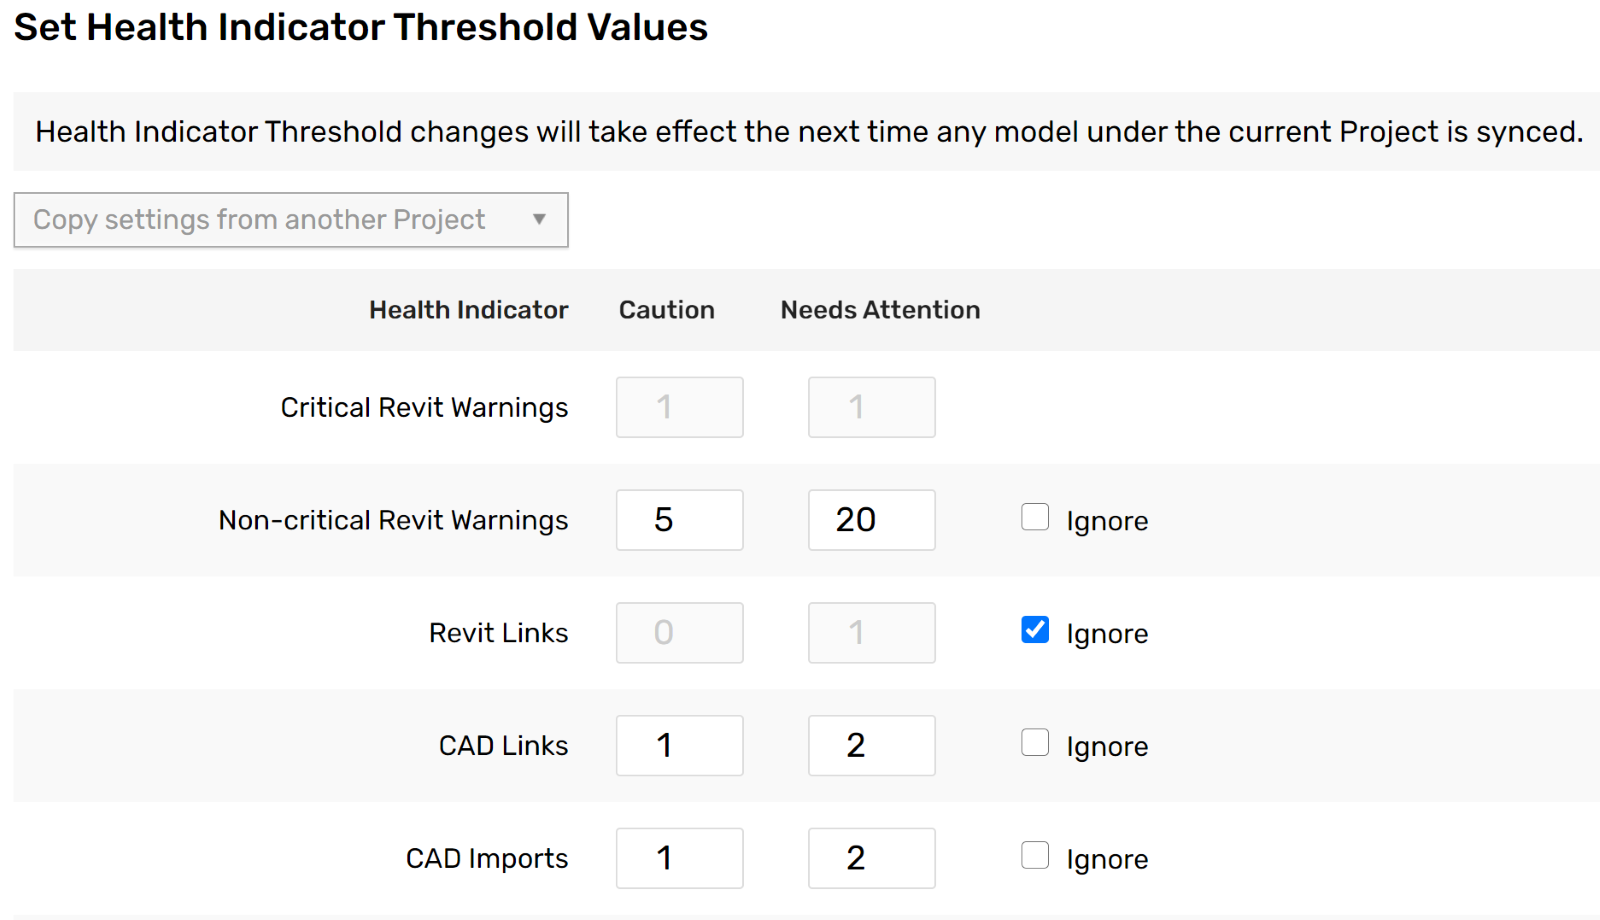 Set Health Indicator Threshold Values
Health Indicator Threshold changes will take effect the next time any model under the current Project is synced.
Copy settings from another Project
Health Indicator Caution Needs Attention
Critical Revit Warnings 1 1
Non-critical Revit Warnings 5 20 Ignore
Revit Links 0 1 Ignore
CAD Links 1 2 Ignore
CAD Imports 1 2 Ignore